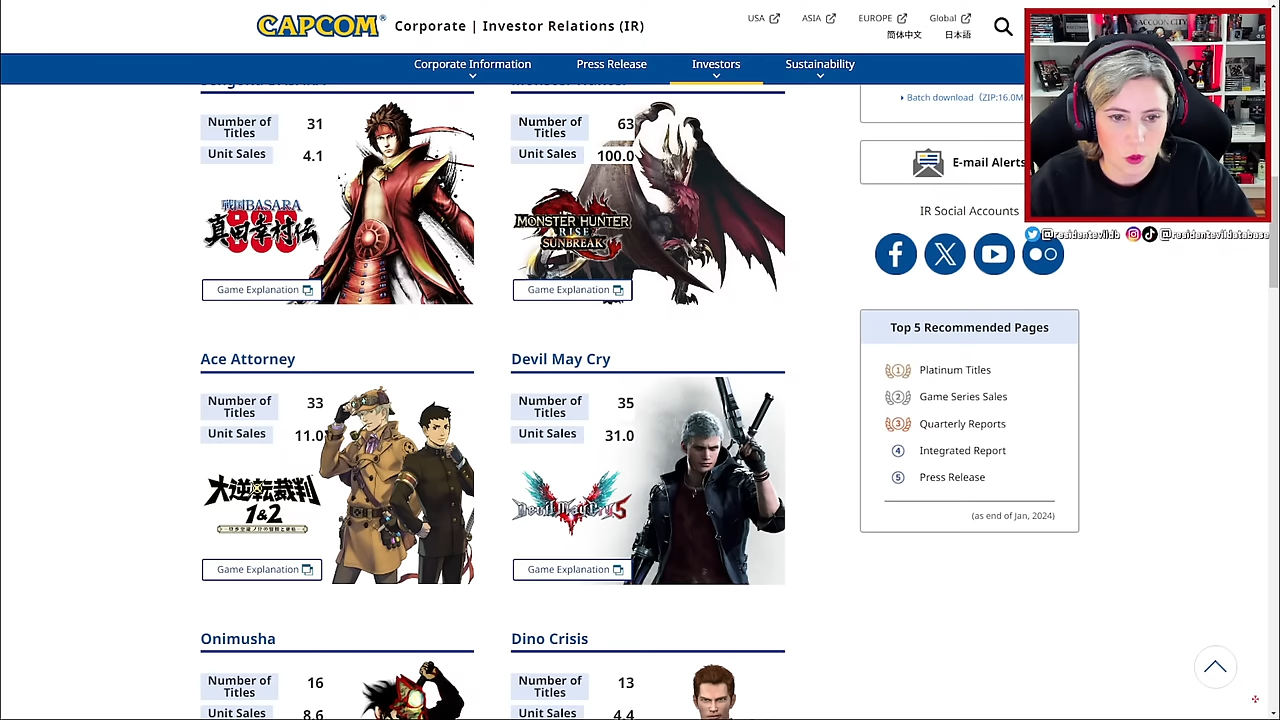 CAPCOM®
Corporate | Investor Relations (IR)
USA
ASIA
EUROPE
Global
简体中文
日本語
Corporate Information
Press Release
Investors
Sustainability
Number of
Titles
31
Unit Sales
4.1
戦国BASARA
真田幸村伝
Game Explanation
Number of
Titles
63
Unit Sales
100.0
MONSTER HUNTER
RISE
SUNBREAK
Game Explanation
Ace Attorney
Number of
Titles
33
Unit Sales
11.0
大逆転裁判
1&2
Game Explanation
Devil May Cry
Number of
Titles
35
Unit Sales
31.0
Devil May Cry 5
Game Explanation
Onimusha
Number of
Titles
16
Unit Sales
8.6
Dino Crisis
Number of
Titles
13
Unit Sales
4.4
Batch download（ZIP:16.0M
E-mail Alerts
IR Social Accounts
Top 5 Recommended Pages
1 Platinum Titles
2 Game Series Sales
3 Quarterly Reports
4 Integrated Report
5 Press Release
(as end of Jan, 2024)
RACCOON CITY
@residentevildb
@residentevildatabase